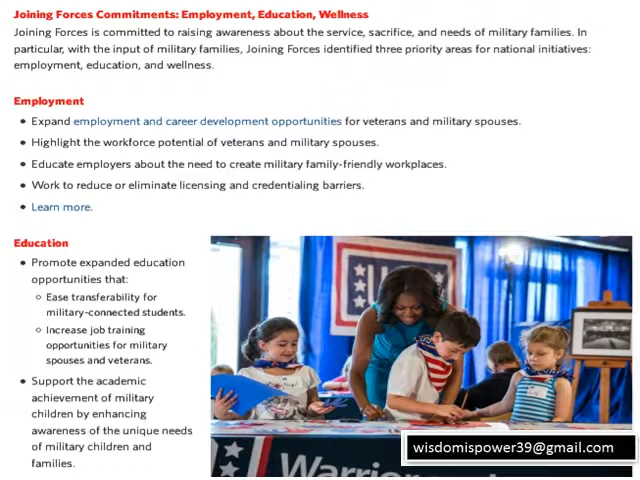 Joining Forces Commitments: Employment, Education, Wellness
Joining Forces is committed to raising awareness about the service, sacrifice, and needs of military families. In
particular, with the input of military families, Joining Forces identified three priority areas for national initiatives:
employment, education, and wellness.
Employment
• Expand employment and career development opportunities for veterans and military spouses.
• Highlight the workforce potential of veterans and military spouses.
• Educate employers about the need to create military family-friendly workplaces.
• Work to reduce or eliminate licensing and credentialing barriers.
• Learn more.
Education
• Promote expanded education
opportunities that:
○ Ease transferability for
military-connected students.
○ Increase job training
opportunities for military
spouses and veterans.
• Support the academic
achievement of military
children by enhancing
awareness of the unique needs
of military children and
families.
wisdomispower39@gmail.com